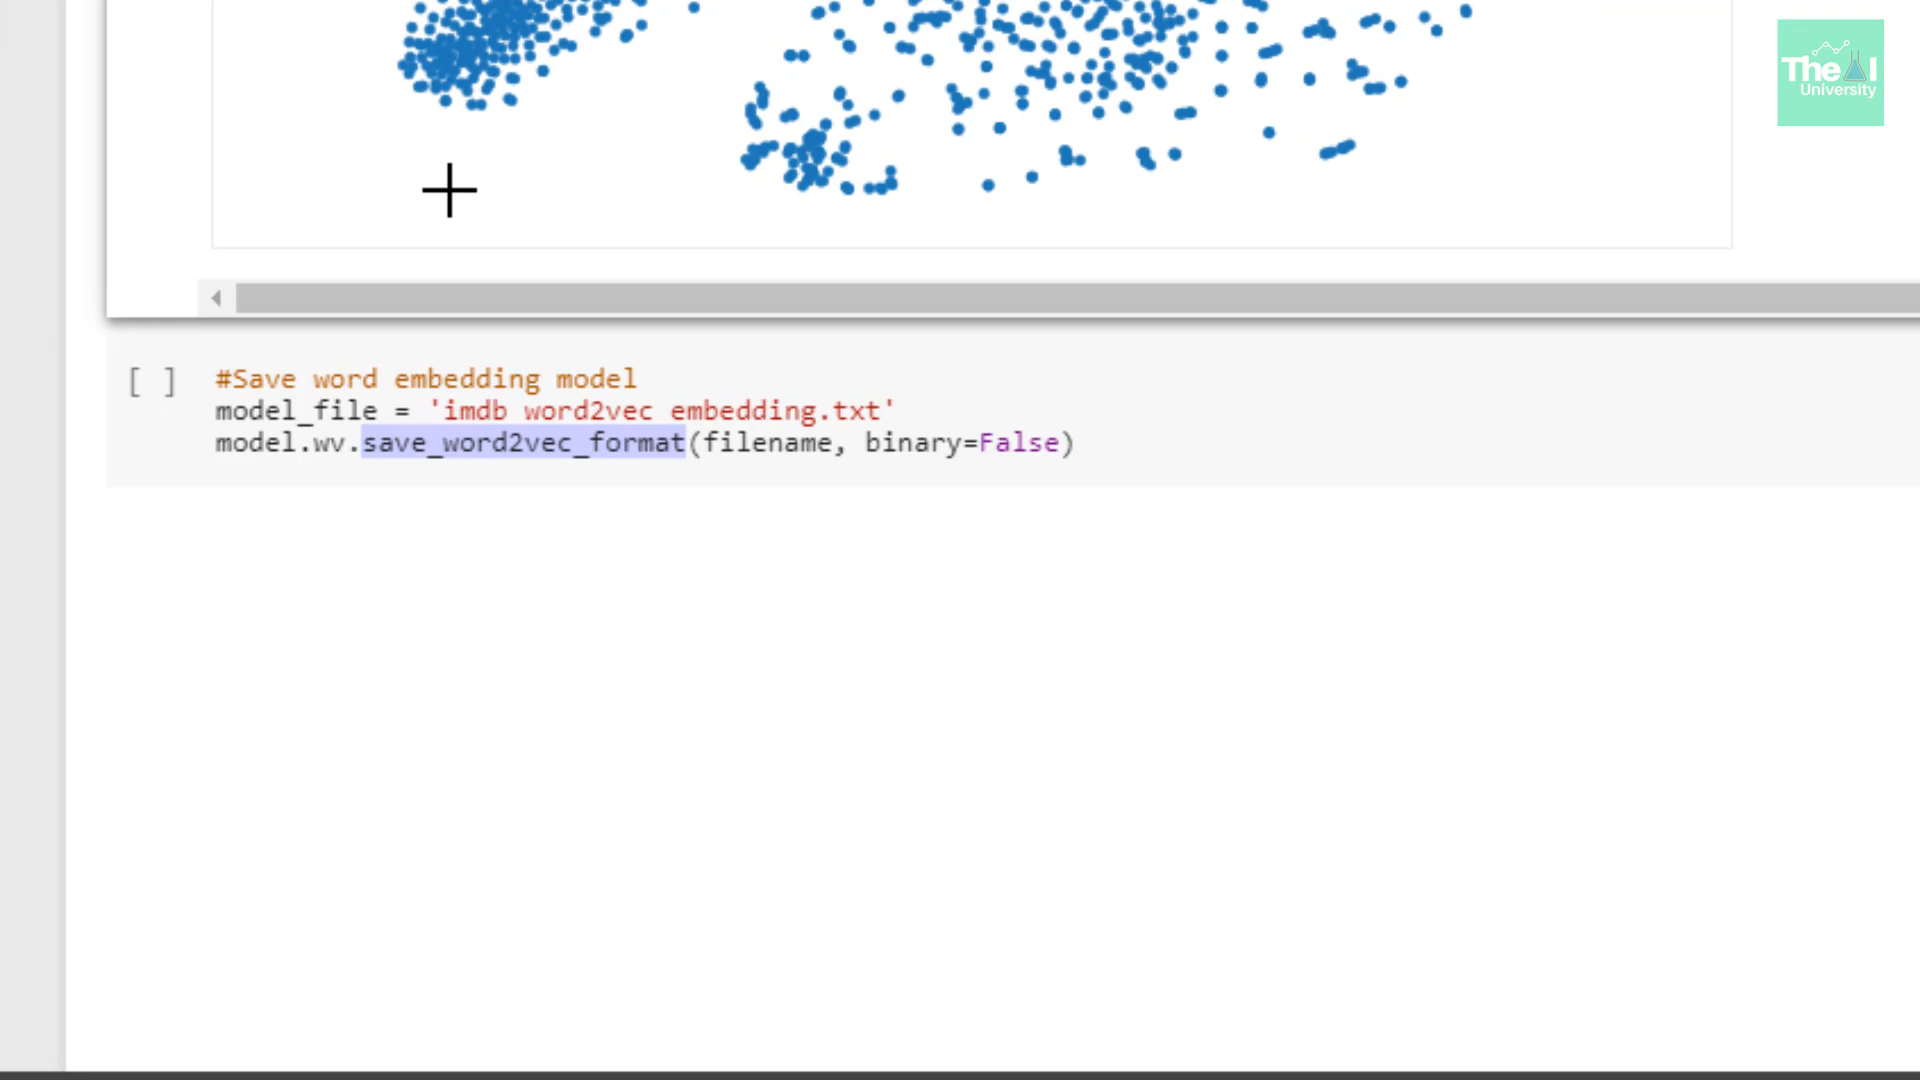 The AI
University
[ ]
#Save word embedding model
model_file = 'imdb_word2vec_embedding.txt'
model.wv.save_word2vec_format(filename, binary=False)